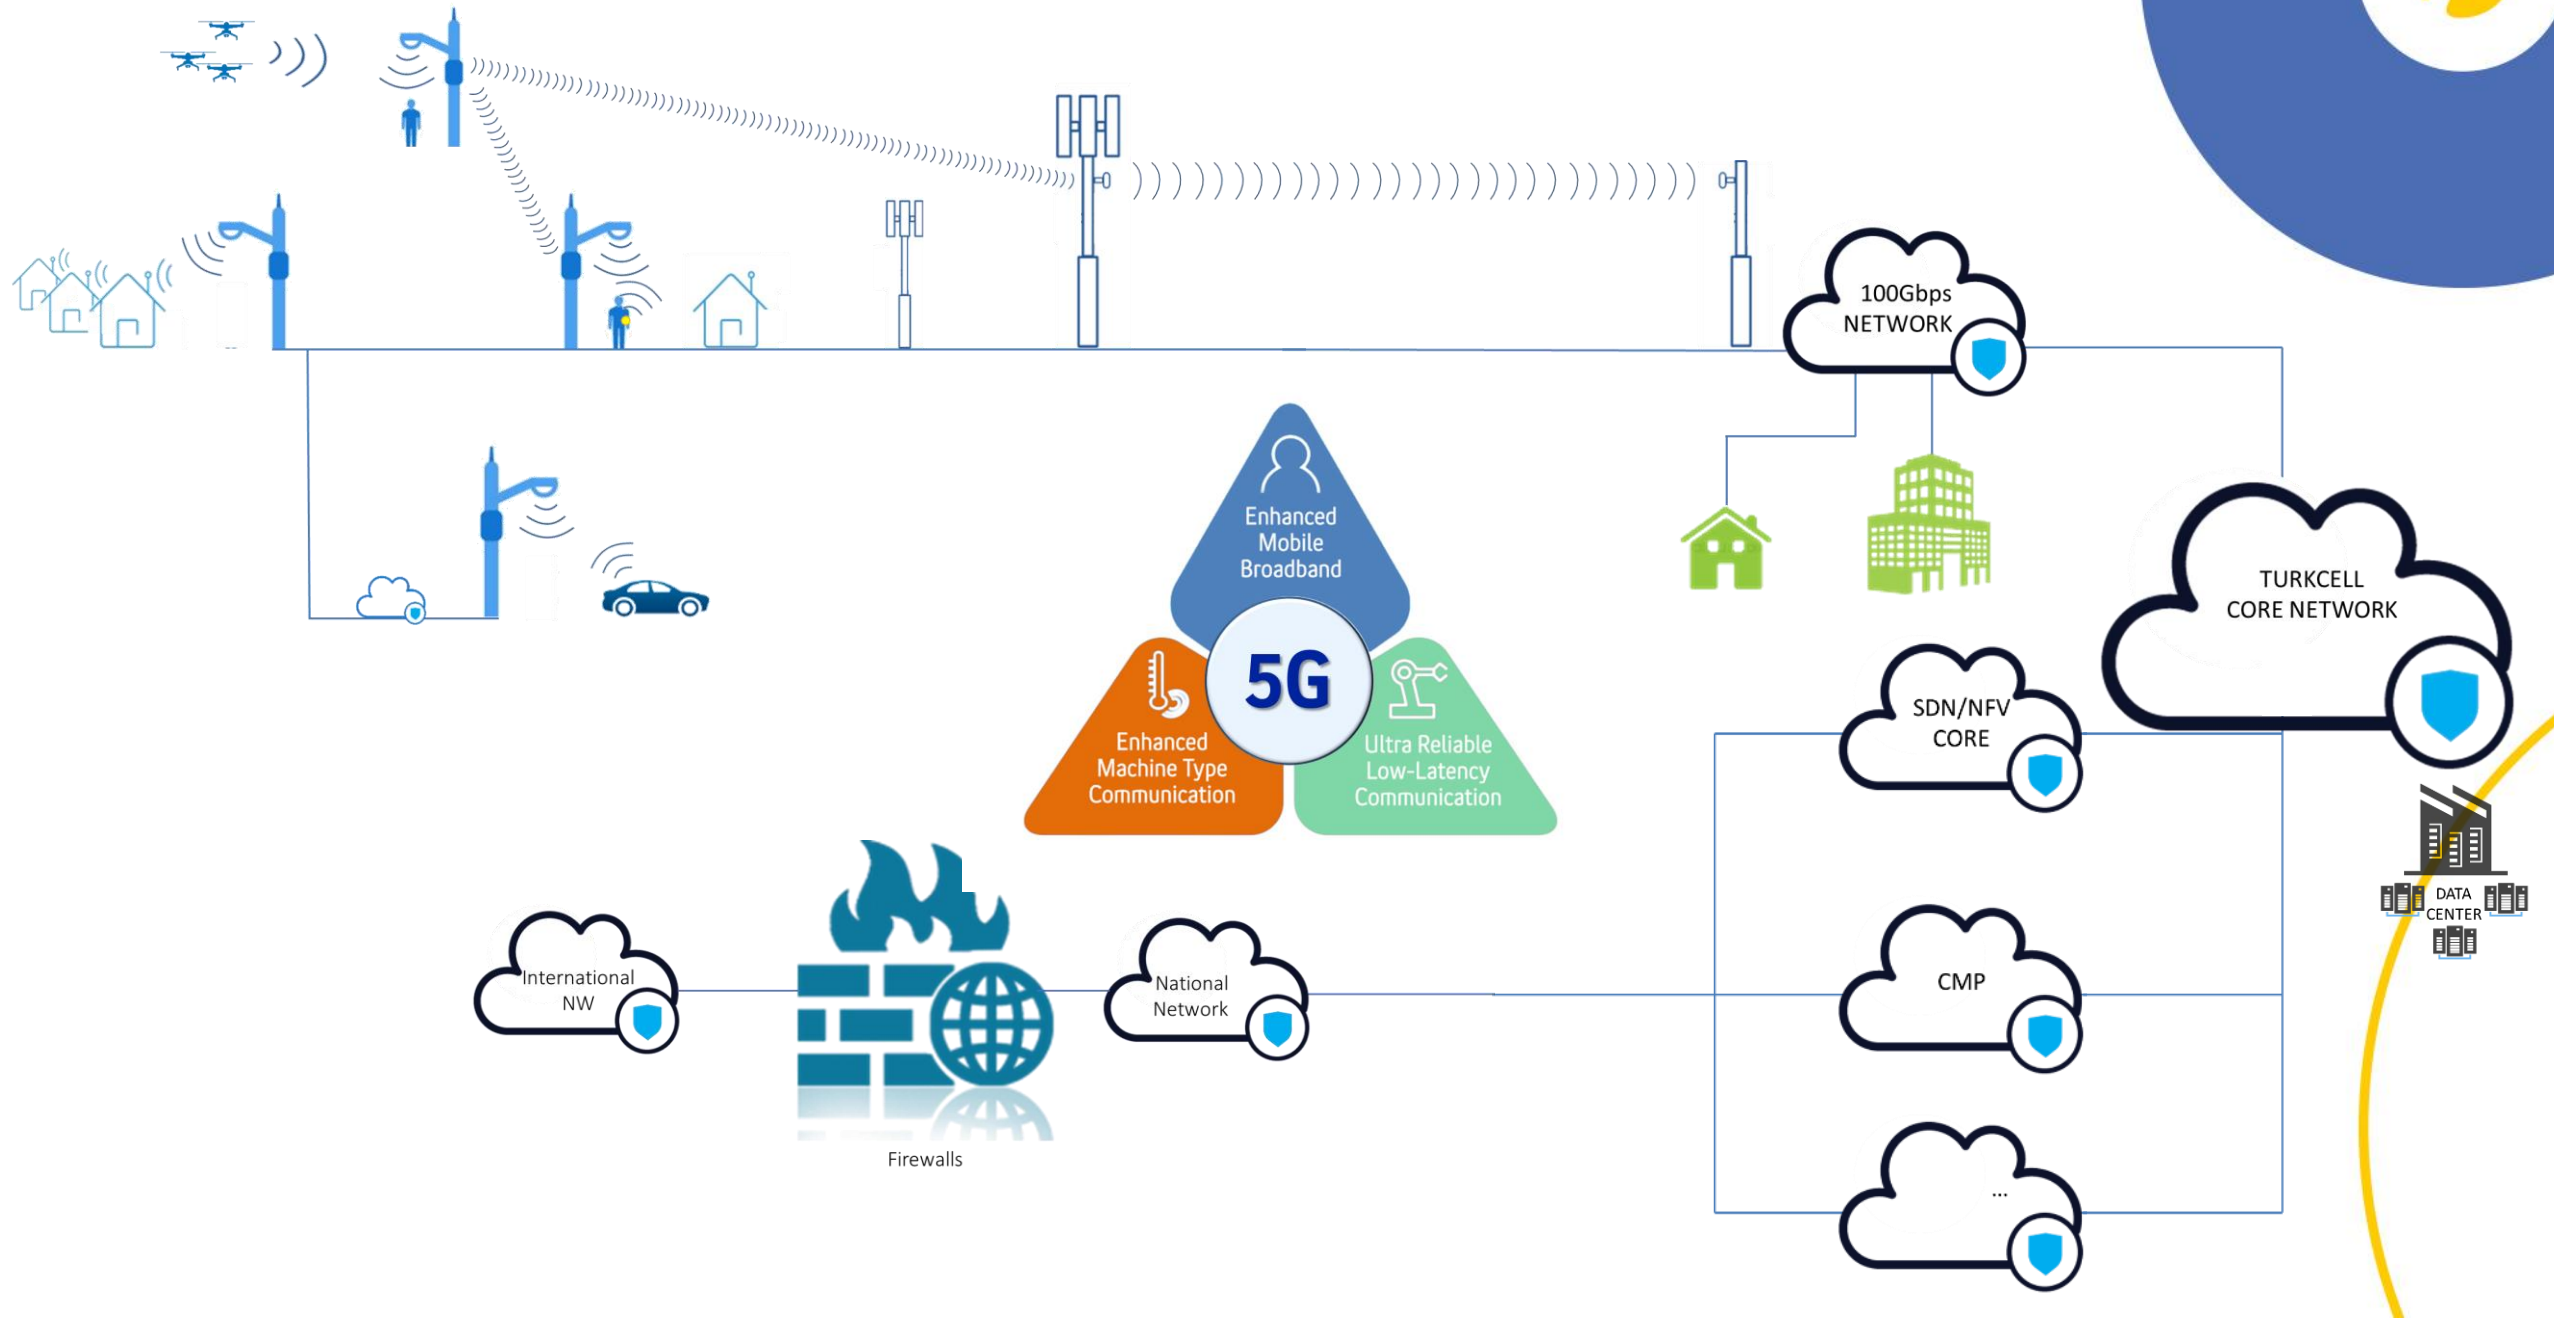 100Gbps
NETWORK
Enhanced
Mobile
Broadband
5G
Enhanced
Machine Type
Communication
Ultra Reliable
Low-Latency
Communication
TURKCELL
CORE NETWORK
SDN/NFV
CORE
DATA
CENTER
International
NW
National
Network
CMP
Firewalls
...